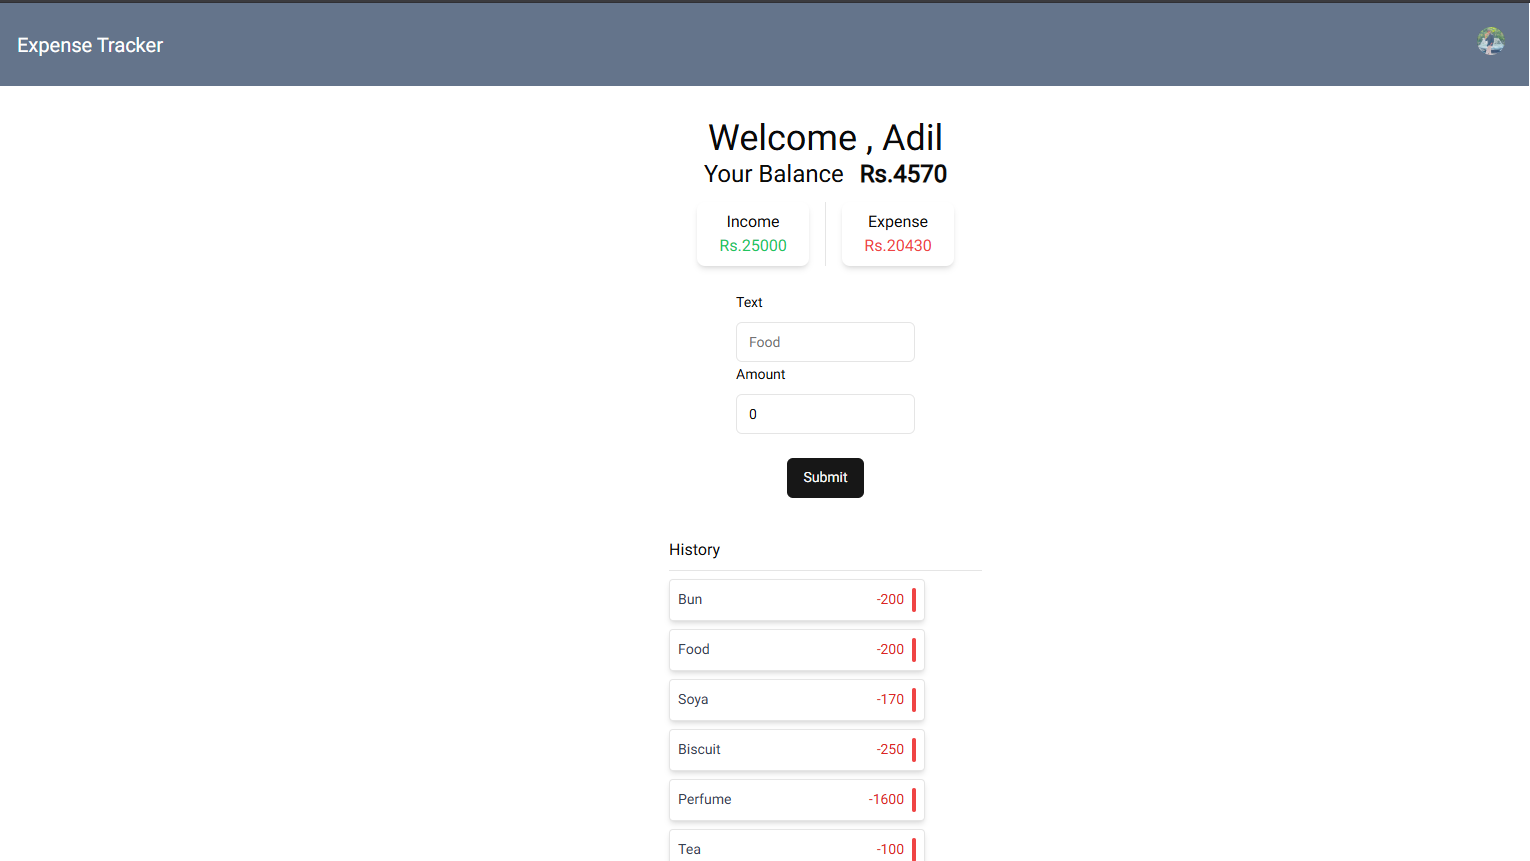 Expense Tracker
Welcome , Adil
Your Balance Rs.4570
Income Expense
Rs.25000 Rs.20430
Text
Food
Amount
0
Submit
History
Bun -200
Food -200
Soya -170
Biscuit -250
Perfume -1600
Tea -100